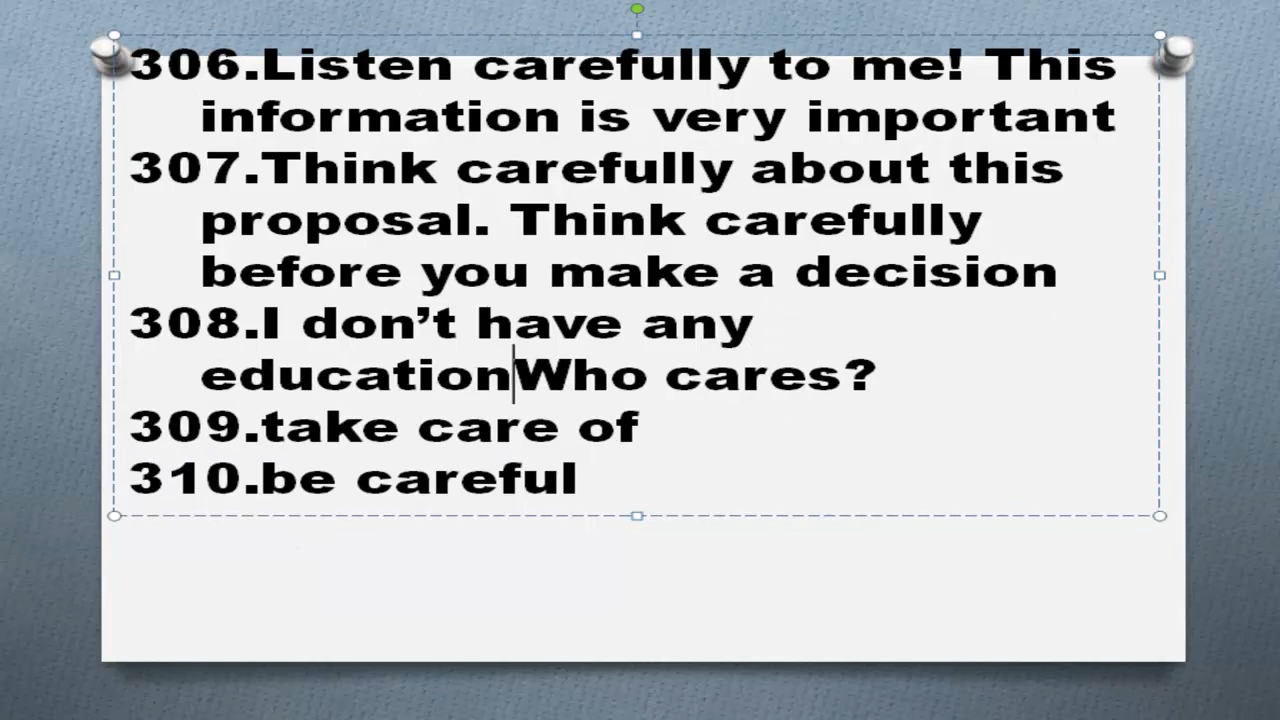 306.Listen carefully to me! This
information is very important
307.Think carefully about this
proposal. Think carefully
before you make a decision
308.I don’t have any
educationWho cares?
309.take care of
310.be careful